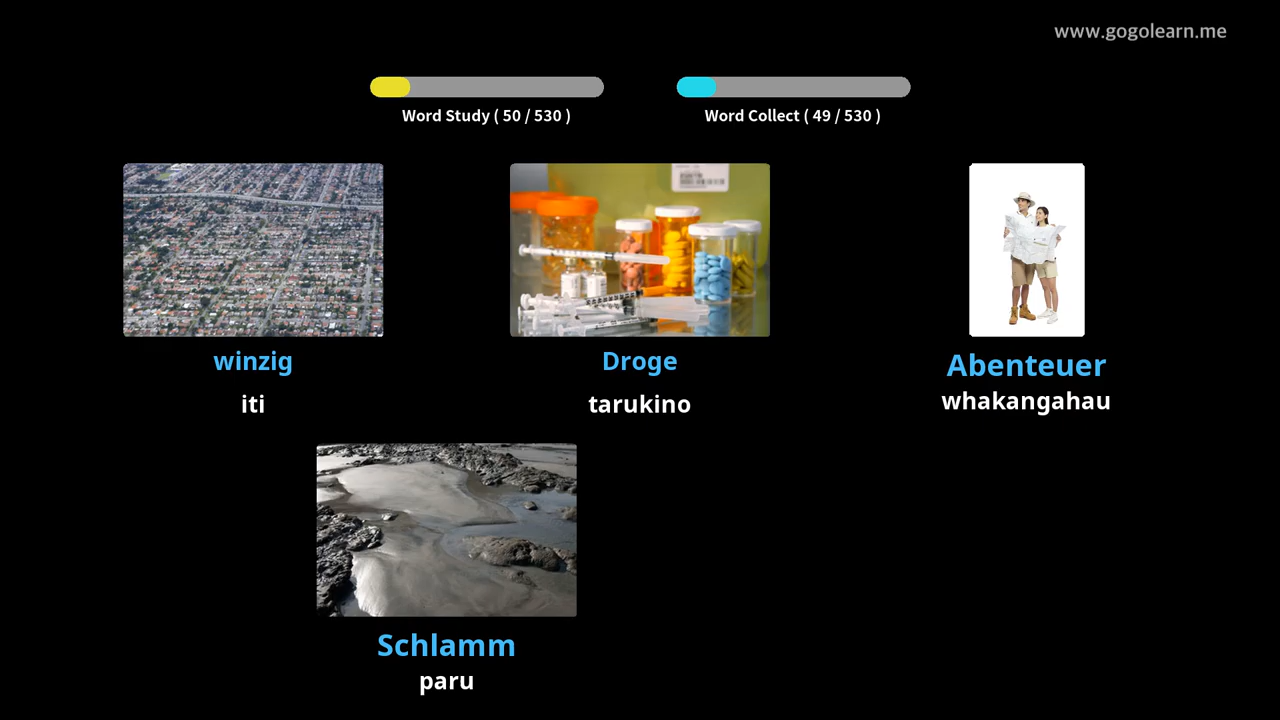 www.gogolearn.me
Word Study ( 50 / 530 )
Word Collect ( 49 / 530 )
winzig
iti
Droge
tarukino
Abenteuer
whakangahau
Schlamm
paru